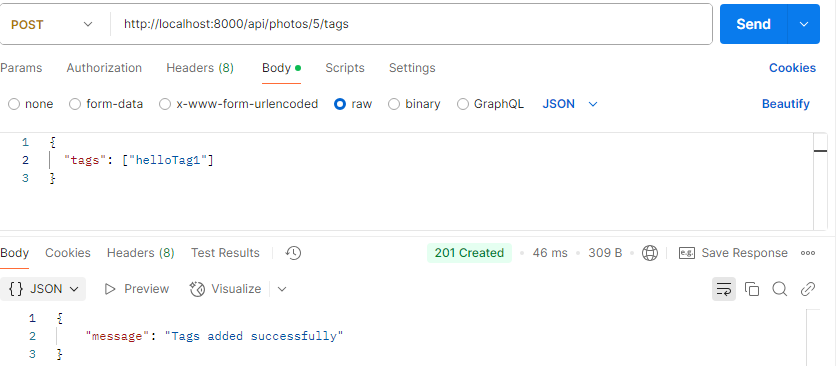 POST http://localhost:8000/api/photos/5/tags Send
Params Authorization Headers (8) Body Scripts Settings Cookies
none form-data x-www-form-urlencoded raw binary GraphQL JSON Beautify
1 {
2 "tags": ["helloTag1"]
3 }
Body Cookies Headers (8) Test Results 201 Created 46 ms 309 B e.g. Save Response
{} JSON Preview Visualize
1 {
2 "message": "Tags added successfully"
3 }